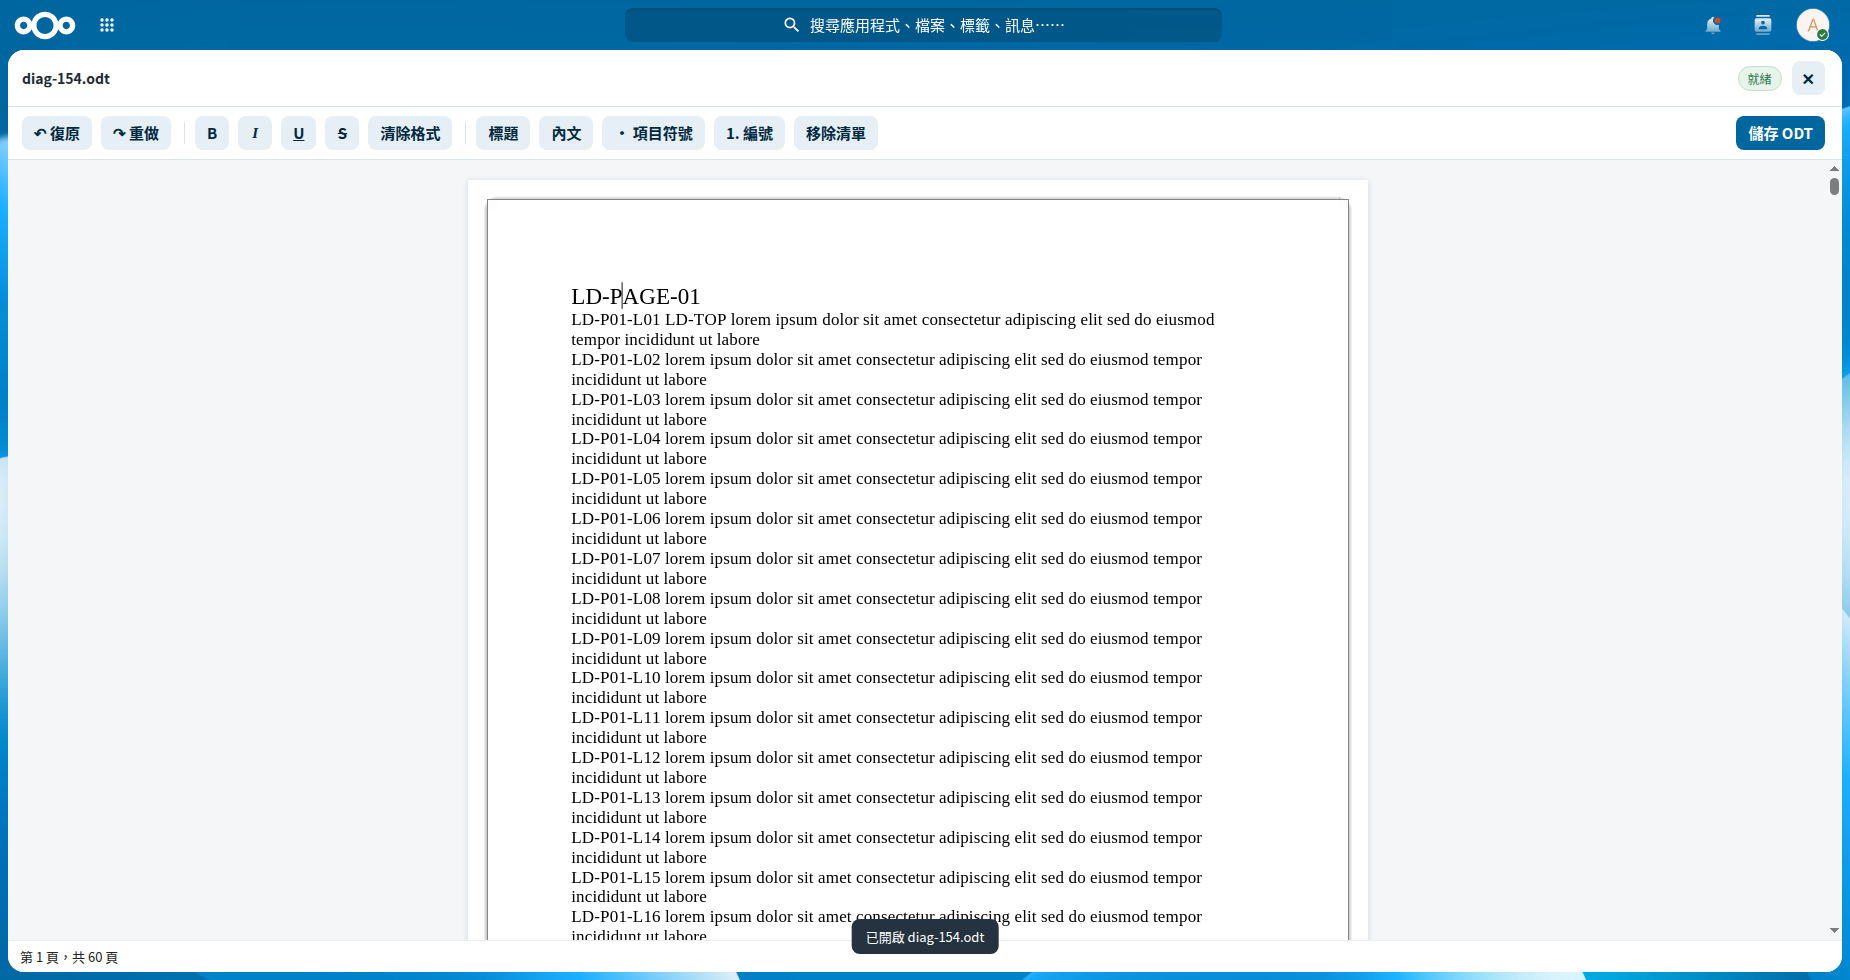 搜尋應用程式、檔案、標籤、訊息⋯⋯
A
diag-154.odt
就緒
×
↶ 復原 ↷ 重做 B I U S 清除格式 標題 內文 • 項目符號 1. 編號 移除清單 儲存 ODT
LD-PAGE-01
LD-P01-L01 LD-TOP lorem ipsum dolor sit amet consectetur adipiscing elit sed do eiusmod
tempor incididunt ut labore
LD-P01-L02 lorem ipsum dolor sit amet consectetur adipiscing elit sed do eiusmod tempor
incididunt ut labore
LD-P01-L03 lorem ipsum dolor sit amet consectetur adipiscing elit sed do eiusmod tempor
incididunt ut labore
LD-P01-L04 lorem ipsum dolor sit amet consectetur adipiscing elit sed do eiusmod tempor
incididunt ut labore
LD-P01-L05 lorem ipsum dolor sit amet consectetur adipiscing elit sed do eiusmod tempor
incididunt ut labore
LD-P01-L06 lorem ipsum dolor sit amet consectetur adipiscing elit sed do eiusmod tempor
incididunt ut labore
LD-P01-L07 lorem ipsum dolor sit amet consectetur adipiscing elit sed do eiusmod tempor
incididunt ut labore
LD-P01-L08 lorem ipsum dolor sit amet consectetur adipiscing elit sed do eiusmod tempor
incididunt ut labore
LD-P01-L09 lorem ipsum dolor sit amet consectetur adipiscing elit sed do eiusmod tempor
incididunt ut labore
LD-P01-L10 lorem ipsum dolor sit amet consectetur adipiscing elit sed do eiusmod tempor
incididunt ut labore
LD-P01-L11 lorem ipsum dolor sit amet consectetur adipiscing elit sed do eiusmod tempor
incididunt ut labore
LD-P01-L12 lorem ipsum dolor sit amet consectetur adipiscing elit sed do eiusmod tempor
incididunt ut labore
LD-P01-L13 lorem ipsum dolor sit amet consectetur adipiscing elit sed do eiusmod tempor
incididunt ut labore
LD-P01-L14 lorem ipsum dolor sit amet consectetur adipiscing elit sed do eiusmod tempor
incididunt ut labore
LD-P01-L15 lorem ipsum dolor sit amet consectetur adipiscing elit sed do eiusmod tempor
incididunt ut labore
LD-P01-L16 lorem ipsum dolor sit amet consectetur adipiscing elit sed do eiusmod tempor
incididunt ut labore
已開啟 diag-154.odt
第 1 頁，共 60 頁